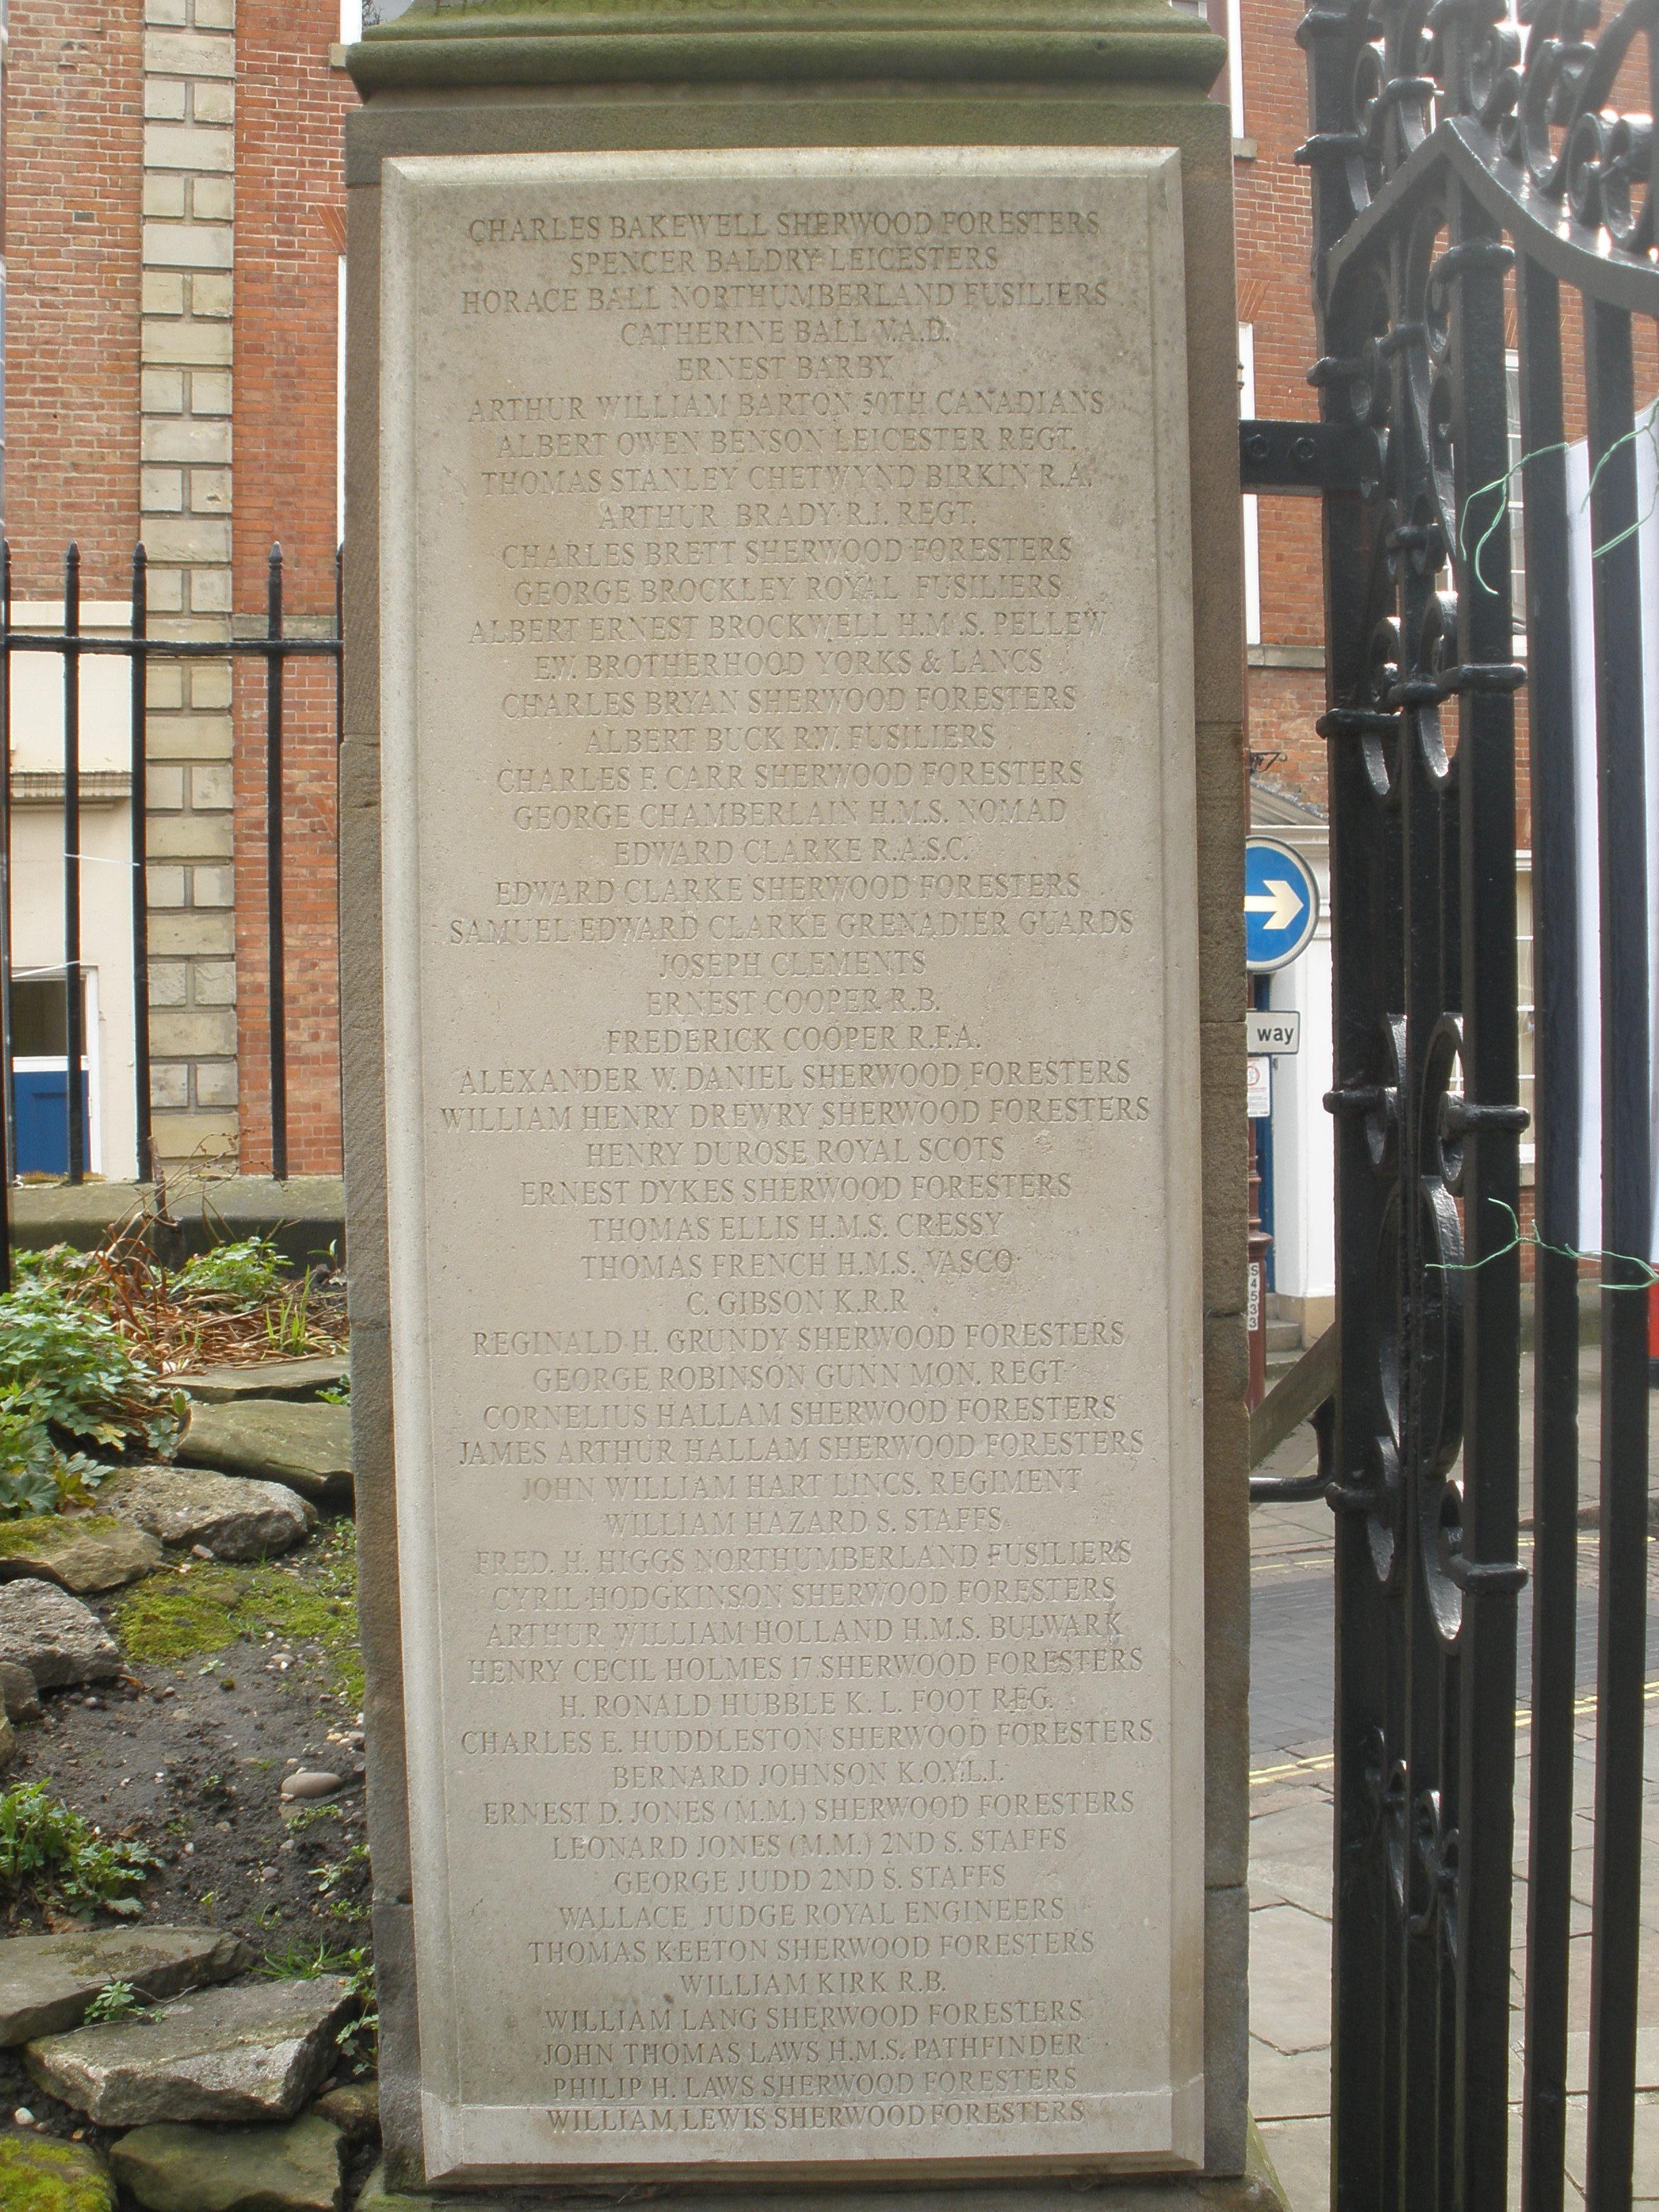 CHARLES BAKEWELL SHERWOOD FORESTERS
SPENCER BALDRY LEICESTERS
HORACE BALL NORTHUMBERLAND FUSILIERS
CATHERINE BALL V.A.D.
ERNEST BARBY
ARTHUR WILLIAM BARTON 50TH CANADIANS
ALBERT OWEN BENSON LEICESTER REGT.
THOMAS STANLEY CHETWYND BIRKIN R.A.
ARTHUR BRADY R.I. REGT.
CHARLES BRETT SHERWOOD FORESTERS
GEORGE BROCKLEY ROYAL FUSILIERS
ALBERT ERNEST BROCKWELL H.M.S. PELLEW
E.W. BROTHERHOOD YORKS & LANCS
CHARLES BRYAN SHERWOOD FORESTERS
ALBERT BUCK R.W. FUSILIERS
CHARLES F. CARR SHERWOOD FORESTERS
GEORGE CHAMBERLAIN H.M.S. NOMAD
EDWARD CLARKE R.A.S.C.
EDWARD CLARKE SHERWOOD FORESTERS
SAMUEL EDWARD CLARKE GRENADIER GUARDS
JOSEPH CLEMENTS
ERNEST COOPER R.B.
FREDERICK COOPER R.F.A.
ALEXANDER W. DANIEL SHERWOOD FORESTERS
WILLIAM HENRY DREWRY SHERWOOD FORESTERS
HENRY DUROSE ROYAL SCOTS
ERNEST DYKES SHERWOOD FORESTERS
THOMAS ELLIS H.M.S. CRESSY
THOMAS FRENCH H.M.S. VASCO
C. GIBSON K.R.R
REGINALD H. GRUNDY SHERWOOD FORESTERS
GEORGE ROBINSON GUNN MON. REGT
CORNELIUS HALLAM SHERWOOD FORESTERS
JAMES ARTHUR HALLAM SHERWOOD FORESTERS
JOHN WILLIAM HART LINCS. REGIMENT
WILLIAM HAZARD S. STAFFS
FRED. H. HIGGS NORTHUMBERLAND FUSILIERS
CYRIL HODGKINSON SHERWOOD FORESTERS
ARTHUR WILLIAM HOLLAND H.M.S. BULWARK
HENRY CECIL HOLMES 17 SHERWOOD FORESTERS
H. RONALD HUBBLE K. L. FOOT REG.
CHARLES E. HUDDLESTON SHERWOOD FORESTERS
BERNARD JOHNSON K.O.Y.L.I.
ERNEST D. JONES (M.M.) SHERWOOD FORESTERS
LEONARD JONES (M.M.) 2ND S. STAFFS
GEORGE JUDD 2ND S. STAFFS
WALLACE JUDGE ROYAL ENGINEERS
THOMAS KEETON SHERWOOD FORESTERS
WILLIAM KIRK R.B.
WILLIAM LANG SHERWOOD FORESTERS
JOHN THOMAS LAWS H.M.S. PATHFINDER
PHILIP H. LAWS SHERWOOD FORESTERS
WILLIAM LEWIS SHERWOOD FORESTERS
way
S4533